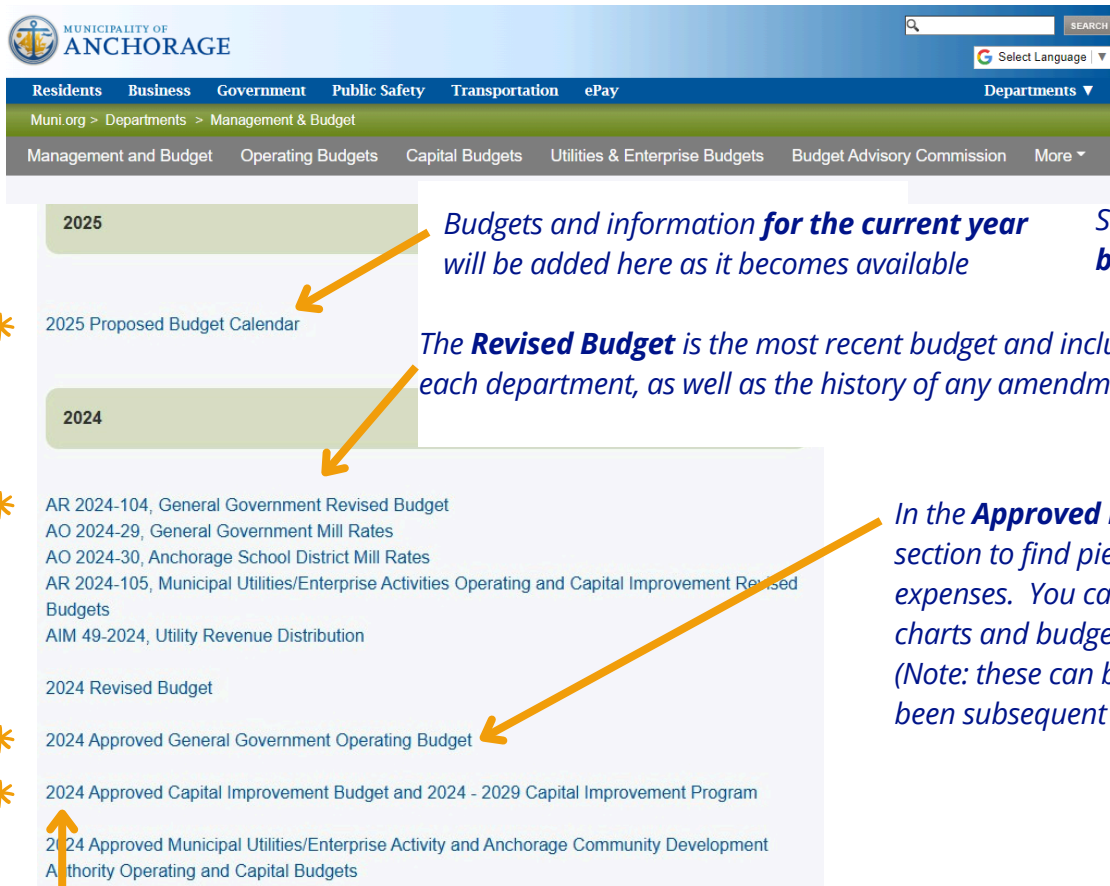 MUNICIPALITY OF
ANCHORAGE
SEARCH
Select Language ▼
Residents Business Government Public Safety Transportation ePay Departments ▼
Muni.org > Departments > Management & Budget
Management and Budget Operating Budgets Capital Budgets Utilities & Enterprise Budgets Budget Advisory Commission More
2025
Budgets and information for the current year
will be added here as it becomes available
2025 Proposed Budget Calendar
The Revised Budget is the most recent budget and inclu
each department, as well as the history of any amendm
2024
AR 2024-104, General Government Revised Budget
AO 2024-29, General Government Mill Rates
AO 2024-30, Anchorage School District Mill Rates
AR 2024-105, Municipal Utilities/Enterprise Activities Operating and Capital Improvement Revised
Budgets
AIM 49-2024, Utility Revenue Distribution
In the Approved
section to find pie
expenses. You ca
charts and budge
(Note: these can b
been subsequent
2024 Revised Budget
2024 Approved General Government Operating Budget
2024 Approved Capital Improvement Budget and 2024 - 2029 Capital Improvement Program
2024 Approved Municipal Utilities/Enterprise Activity and Anchorage Community Development
Authority Operating and Capital Budgets